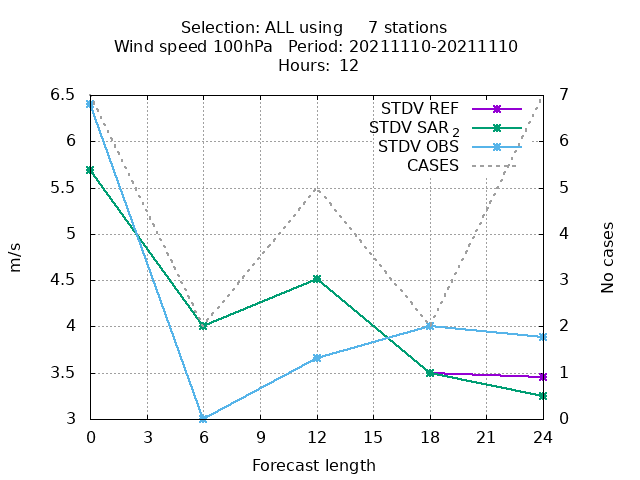 Selection: ALL using 7 stations
Wind speed 100hPa Period: 20211110-20211110
Hours: 12
STDV REF
STDV SAR 2
STDV OBS
CASES
6.5
6
5.5
5
4.5
4
3.5
3
m/s
7
6
5
4
3
2
1
0
No cases
0 3 6 9 12 15 18 21 24
Forecast length